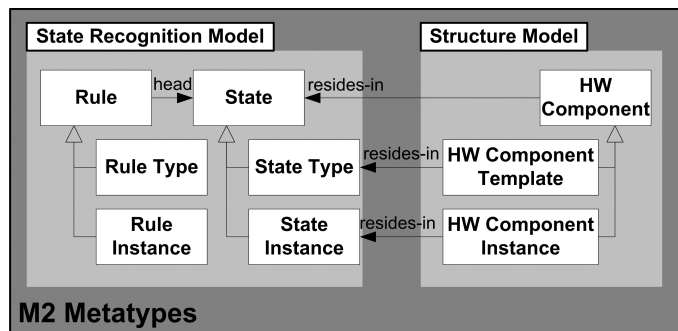 State Recognition Model
Structure Model
Rule
head
State
resides-in
HW
Component
Rule Type
State Type
resides-in
HW Component
Template
Rule
Instance
State
Instance
resides-in
HW Component
Instance
M2 Metatypes